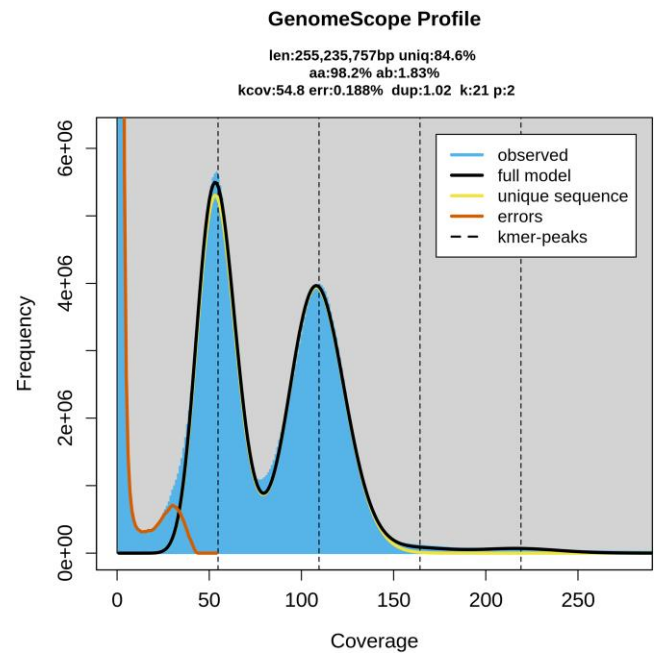 GenomeScope Profile
len:255,235,757bp uniq:84.6%
aa:98.2% ab:1.83%
kcov:54.8 err:0.188% dup:1.02 k:21 p:2
observed
full model
unique sequence
errors
kmer-peaks
Frequency
6e+06
4e+06
2e+06
0e+00
0 50 100 150 200 250
Coverage